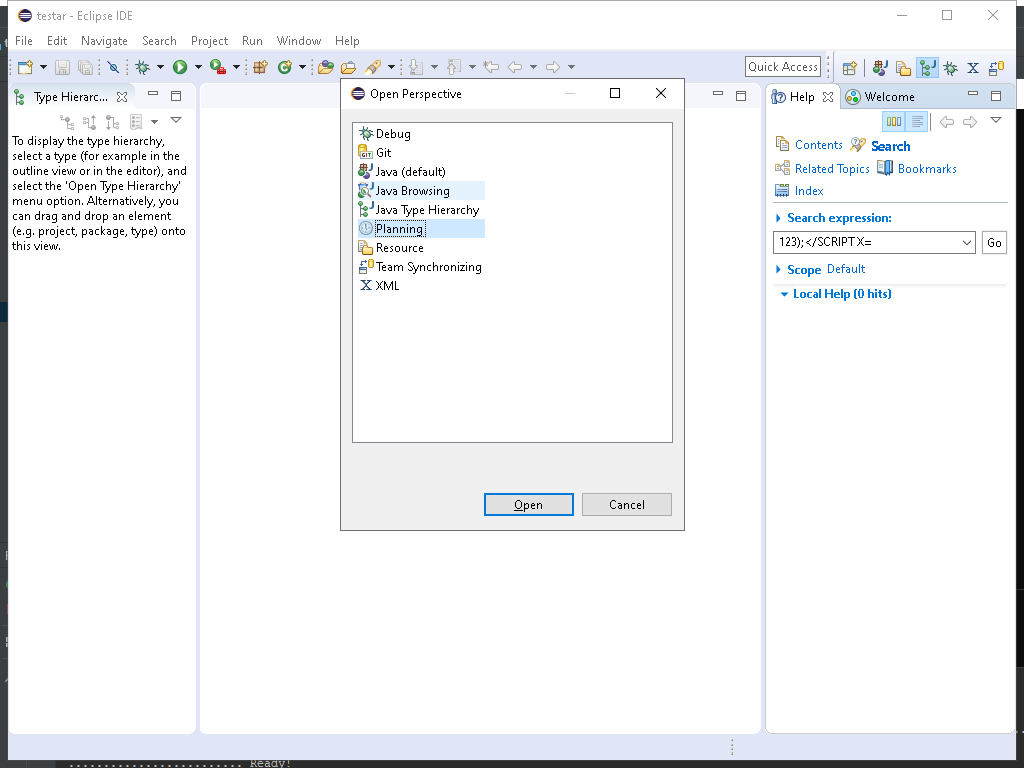 testar - Eclipse IDE
File Edit Navigate Search Project Run Window Help
Quick Access
Type Hierarc...
To display the type hierarchy,
select a type (for example in the
outline view or in the editor), and
select the 'Open Type Hierarchy'
menu option. Alternatively, you
can drag and drop an element
(e.g. project, package, type) onto
this view.
Open Perspective
Debug
GIT Git
Java (default)
Java Browsing
Java Type Hierarchy
Planning
Resource
Team Synchronizing
X XML
Open Cancel
Help Welcome
Contents Search
Related Topics Bookmarks
Index
Search expression:
123);</SCRIPTX= Go
Scope Default
Local Help (0 hits)
......................... Ready!